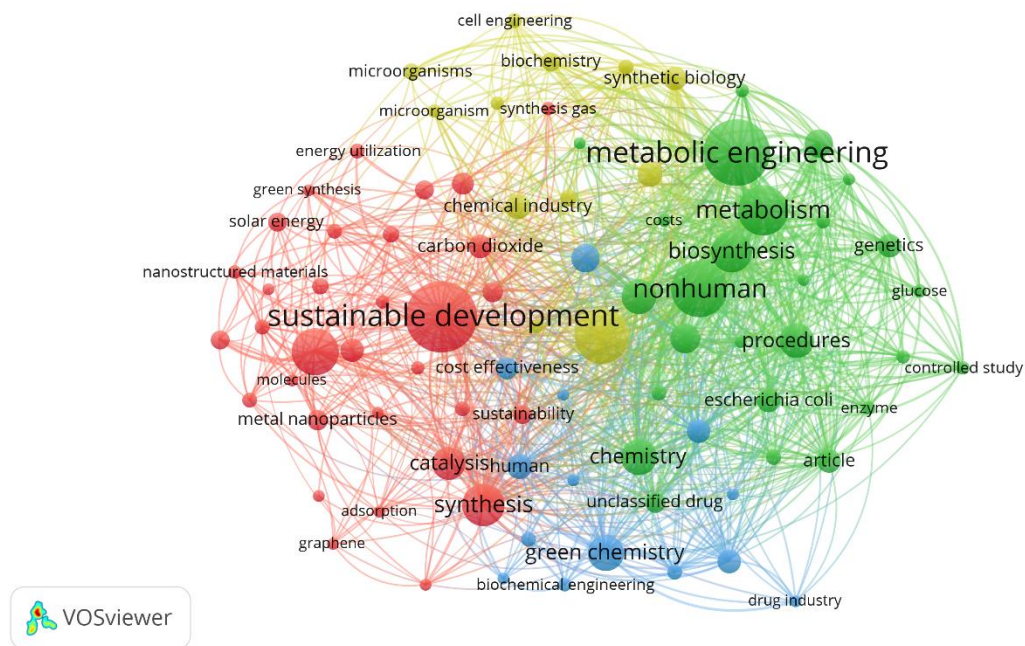 cell engineering
biochemistry
microorganisms
synthetic biology
microorganism
synthesis gas
energy utilization
metabolic engineering
green synthesis
chemical industry
metabolism
solar energy
costs
carbon dioxide
biosynthesis
genetics
nanostructured materials
nonhuman
glucose
sustainable development
procedures
cost effectiveness
controlled study
molecules
escherichia coli
enzyme
metal nanoparticles
sustainability
catalysis
human
chemistry
article
synthesis
unclassified drug
adsorption
graphene
green chemistry
biochemical engineering
drug industry
VOSviewer